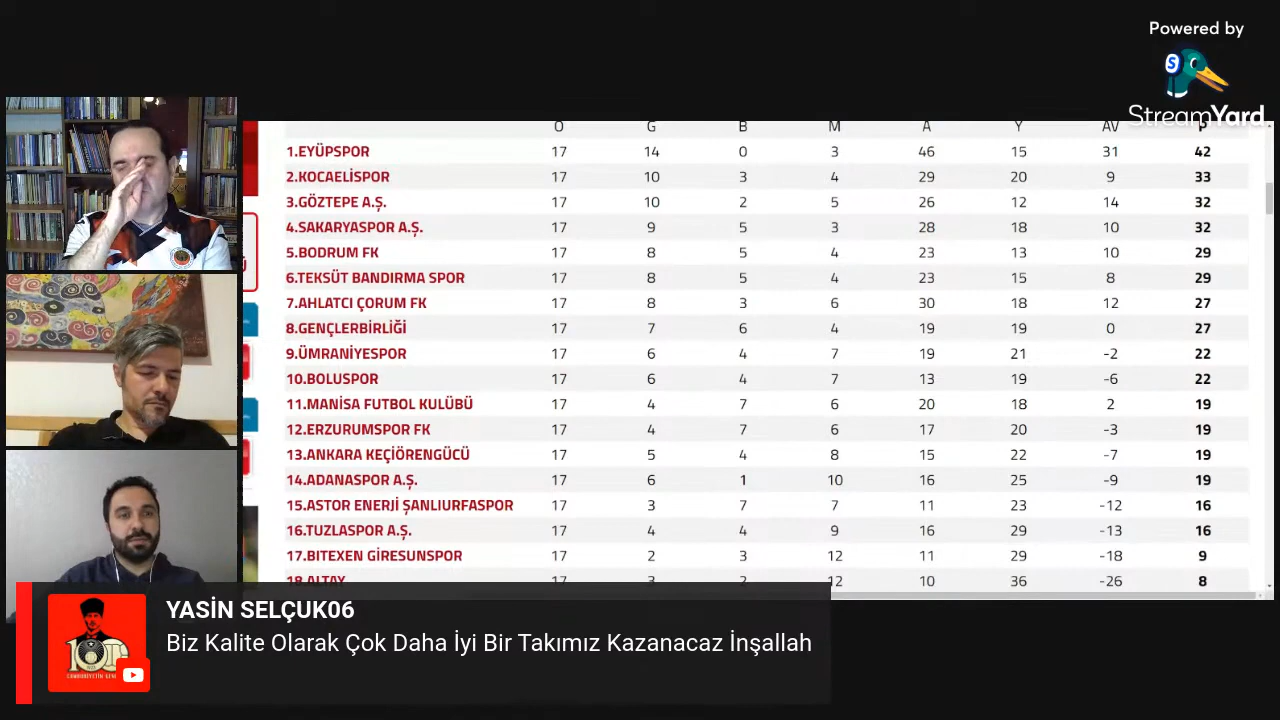 Powered by
StreamYard
O G B M A Y AV P
1.EYÜPSPOR 17 14 0 3 46 15 31 42
2.KOCAELİSPOR 17 10 3 4 29 20 9 33
3.GÖZTEPE A.Ş. 17 10 2 5 26 12 14 32
4.SAKARYASPOR A.Ş. 17 9 5 3 28 18 10 32
5.BODRUM FK 17 8 5 4 23 13 10 29
6.TEKSÜT BANDIRMA SPOR 17 8 5 4 23 15 8 29
7.AHLATCI ÇORUM FK 17 8 3 6 30 18 12 27
8.GENÇLERBİRLİĞİ 17 7 6 4 19 19 0 27
9.ÜMRANİYESPOR 17 6 4 7 19 21 -2 22
10.BOLUSPOR 17 6 4 7 13 19 -6 22
11.MANİSA FUTBOL KULÜBÜ 17 4 7 6 20 18 2 19
12.ERZURUMSPOR FK 17 4 7 6 17 20 -3 19
13.ANKARA KEÇİÖRENGÜCÜ 17 5 4 8 15 22 -7 19
14.ADANASPOR A.Ş. 17 6 1 10 16 25 -9 19
15.ASTOR ENERJİ ŞANLIURFASPOR 17 3 7 7 11 23 -12 16
16.TUZLASPOR A.Ş. 17 4 4 9 16 29 -13 16
17.BITEXEN GİRESUNSPOR 17 2 3 12 11 29 -18 9
18.ALTAY 17 3 2 12 10 36 -26 8
YASİN SELÇUK06
Biz Kalite Olarak Çok Daha İyi Bir Takımız Kazanacaz İnşallah